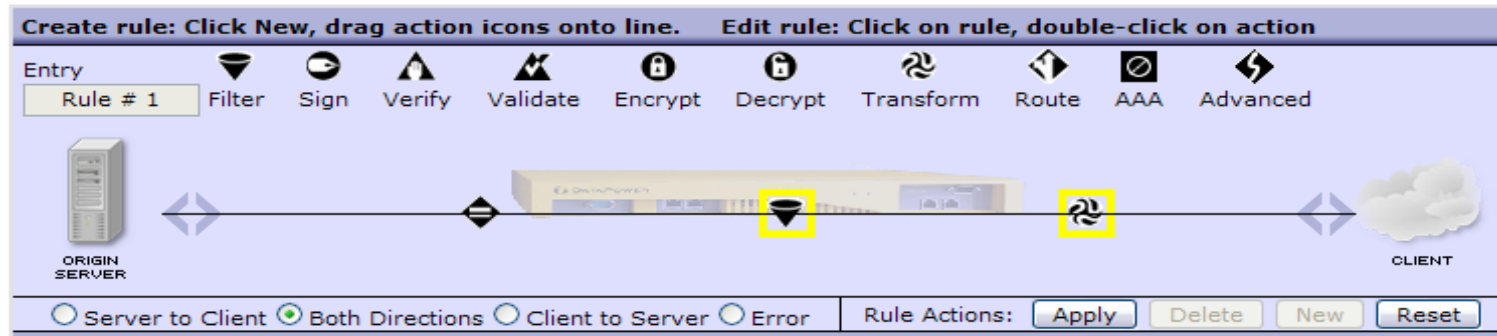 Create rule: Click New, drag action icons onto line. Edit rule: Click on rule, double-click on action
Entry
Rule # 1 Filter Sign Verify Validate Encrypt Decrypt Transform Route AAA Advanced
DATAPOWER
ORIGIN
SERVER
CLIENT
Server to Client Both Directions Client to Server Error Rule Actions: Apply Delete New Reset